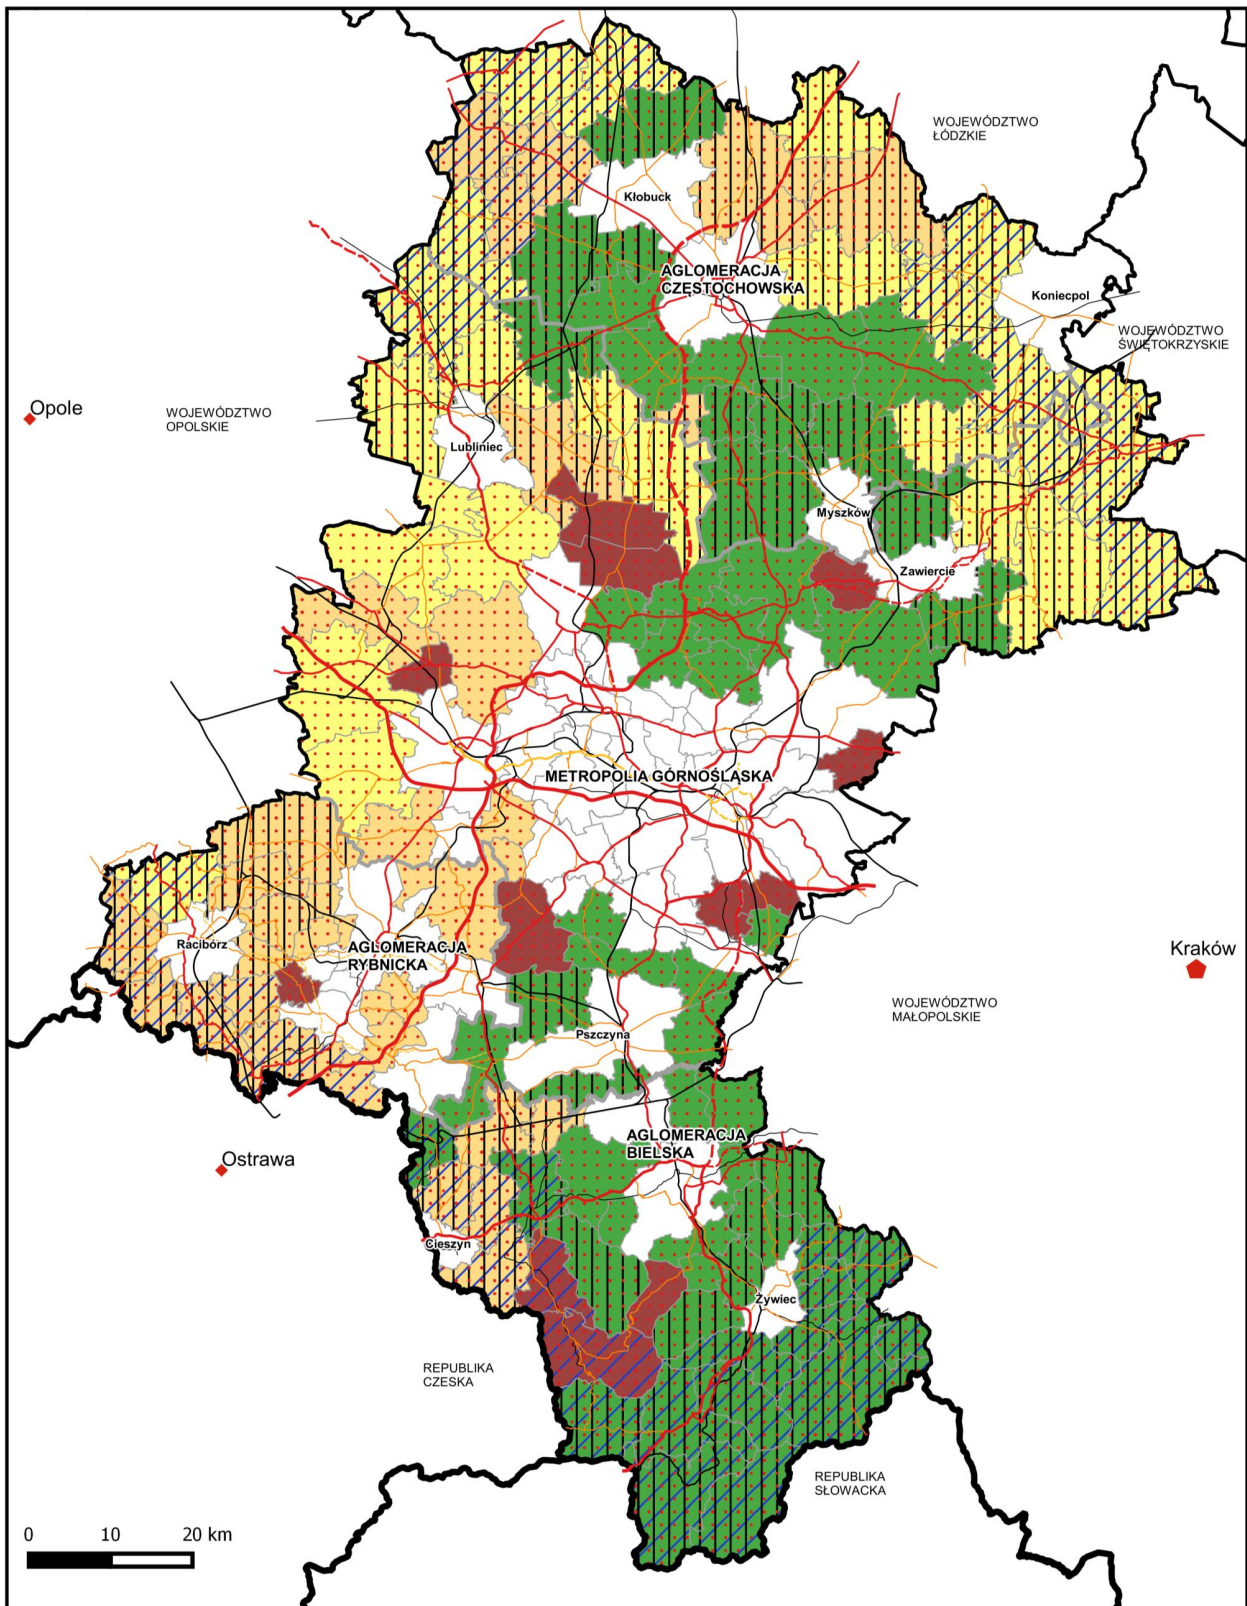 WOJEWÓDZTWO
ŁÓDZKIE
Kłobuck
AGLOMERACJA
CZĘSTOCHOWSKA
Koniecpol
WOJEWÓDZTWO
ŚWIĘTOKRZYSKIE
Opole
WOJEWÓDZTWO
OPOLSKIE
Lubliniec
Myszków
Zawiercie
METROPOLIA GÓRNOŚLĄSKA
Racibórz
AGLOMERACJA
RYBNICKA
Kraków
WOJEWÓDZTWO
MAŁOPOLSKIE
Pszczyna
AGLOMERACJA
BIELSKA
Ostrawa
Cieszyn
Żywiec
REPUBLIKA
CZESKA
REPUBLIKA
SŁOWACKA
0 10 20 km